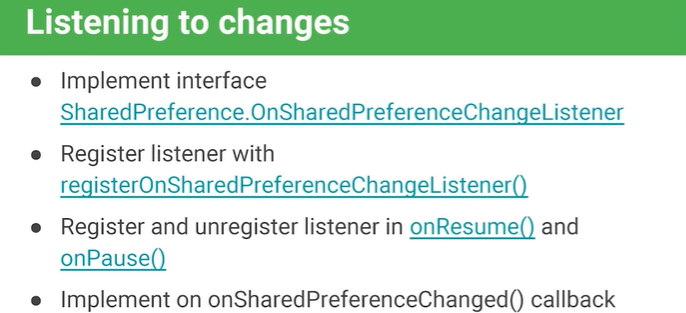 Listening to changes
● Implement interface
SharedPreference.OnSharedPreferenceChangeListener
● Register listener with
registerOnSharedPreferenceChangeListener()
● Register and unregister listener in onResume() and
onPause()
● Implement on onSharedPreferenceChanged() callback